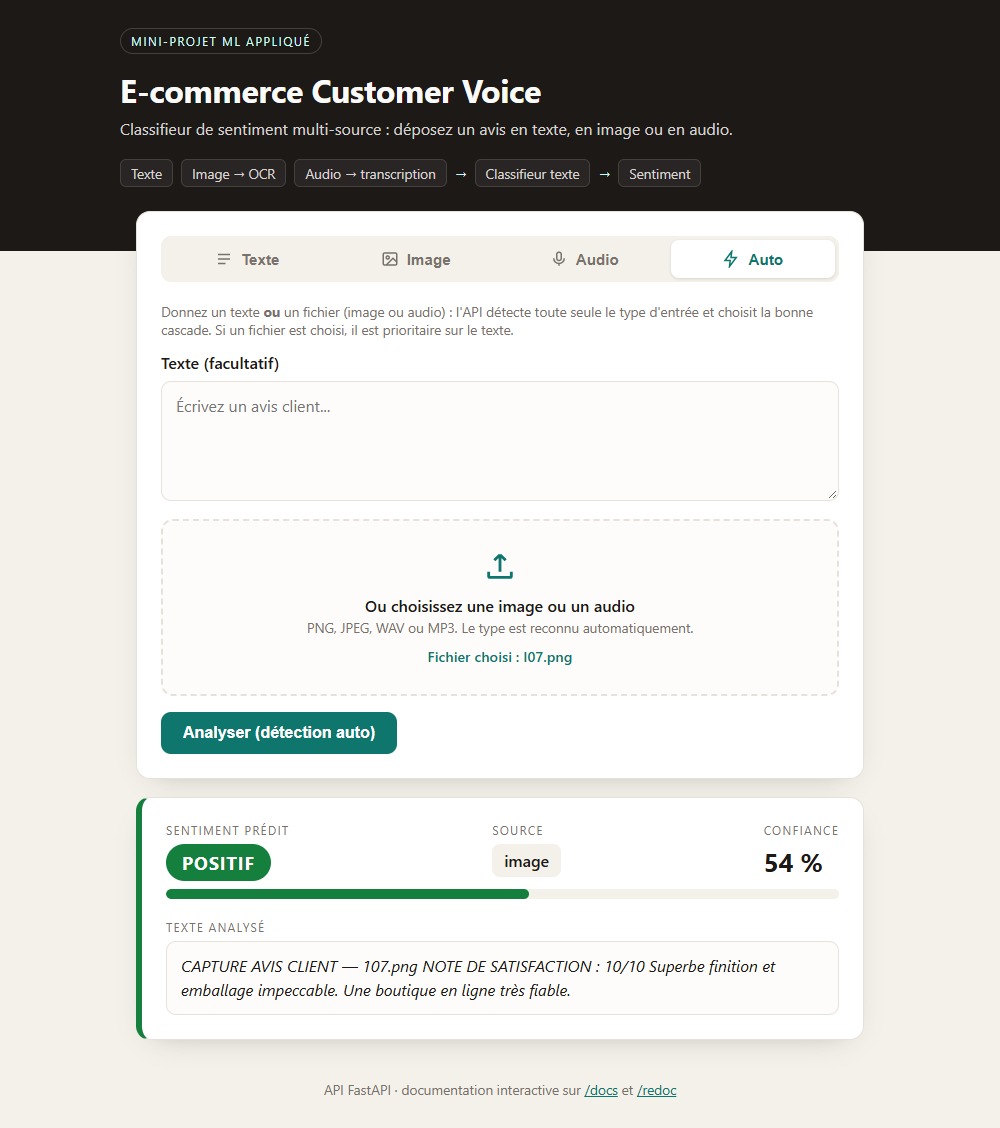 MINI-PROJET ML APPLIQUÉ
E-commerce Customer Voice
Classifieur de sentiment multi-source : déposez un avis en texte, en image ou en audio.
Texte Image → OCR Audio → transcription → Classifieur texte → Sentiment
Texte Image Audio Auto
Donnez un texte ou un fichier (image ou audio) : l'API détecte toute seule le type d'entrée et choisit la bonne
cascade. Si un fichier est choisi, il est prioritaire sur le texte.
Texte (facultatif)
Écrivez un avis client...
Ou choisissez une image ou un audio
PNG, JPEG, WAV ou MP3. Le type est reconnu automatiquement.
Fichier choisi : I07.png
Analyser (détection auto)
SENTIMENT PRÉDIT SOURCE CONFIANCE
POSITIF image 54 %
TEXTE ANALYSÉ
CAPTURE AVIS CLIENT — 107.png NOTE DE SATISFACTION : 10/10 Superbe finition et
emballage impeccable. Une boutique en ligne très fiable.
API FastAPI · documentation interactive sur /docs et /redoc